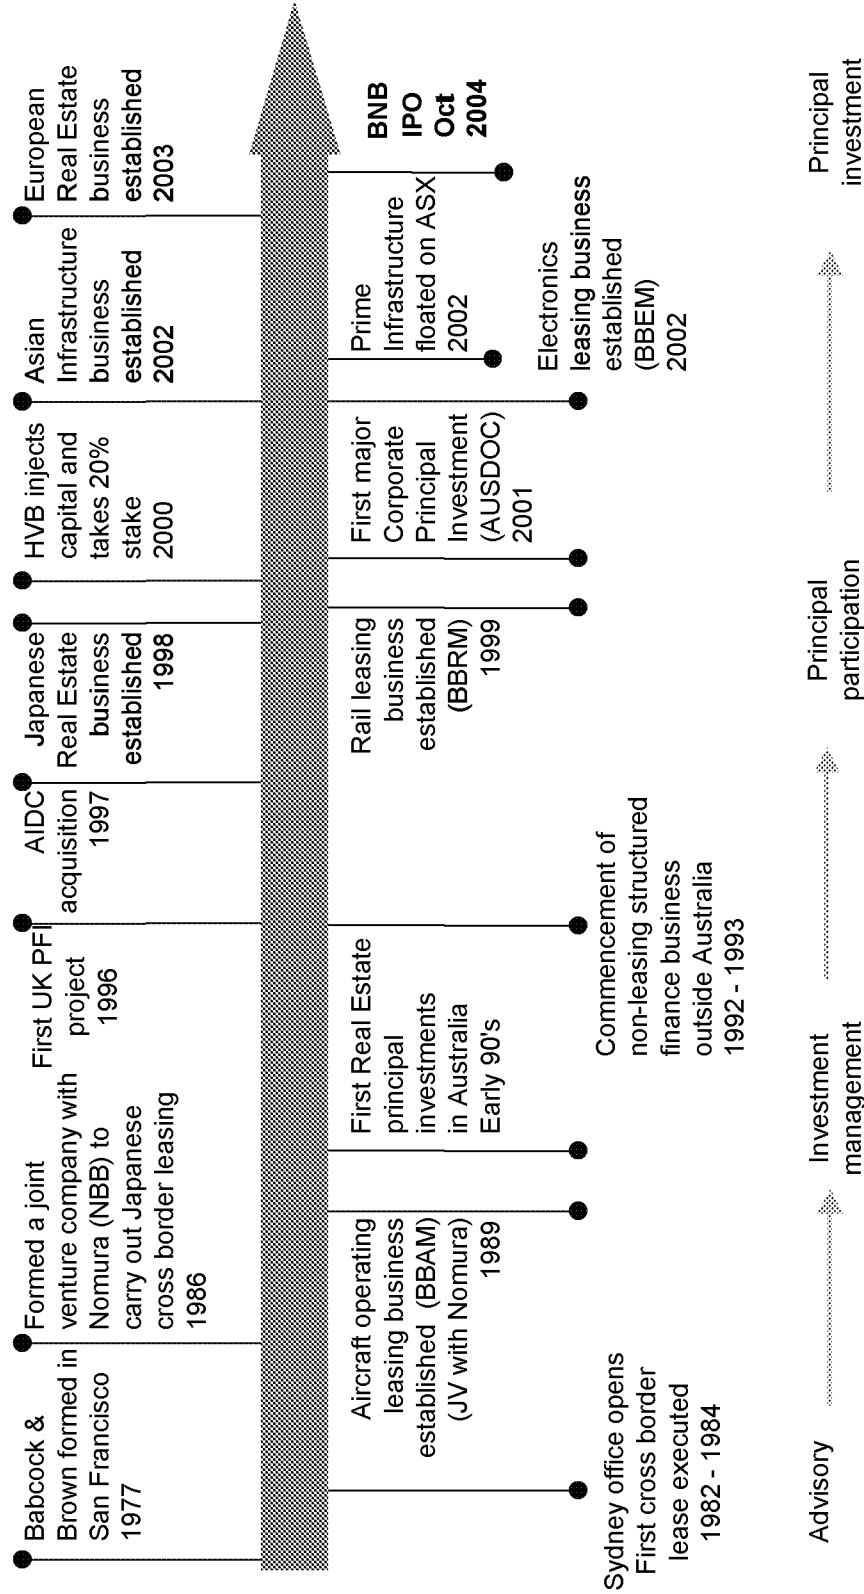 Babcock &
Brown formed in
San Francisco
1977
Formed a joint
venture company with
Nomura (NBB) to
carry out Japanese
cross border leasing
1986
First UK PFI
project
1996
AIDC
acquisition
1997
Japanese
Real Estate
business
established
1998
HVB injects
capital and
takes 20%
stake
2000
Asian
Infrastructure
business
established
2002
European
Real Estate
business
established
2003
Sydney office opens
First cross border
lease executed
1982 - 1984
Aircraft operating
leasing business
established (BBAM)
(JV with Nomura)
1989
First Real Estate
principal
investments
in Australia
Early 90's
Commencement of
non-leasing structured
finance business
outside Australia
1992 - 1993
Rail leasing
business
established
(BBRM)
1999
First major
Corporate
Principal
Investment
(AUSDOC)
2001
Prime
Infrastructure
floated on ASX
2002
Electronics
leasing business
established
(BBEM)
2002
BNB
IPO
Oct
2004
Advisory
Investment
management
Principal
participation
Principal
investment